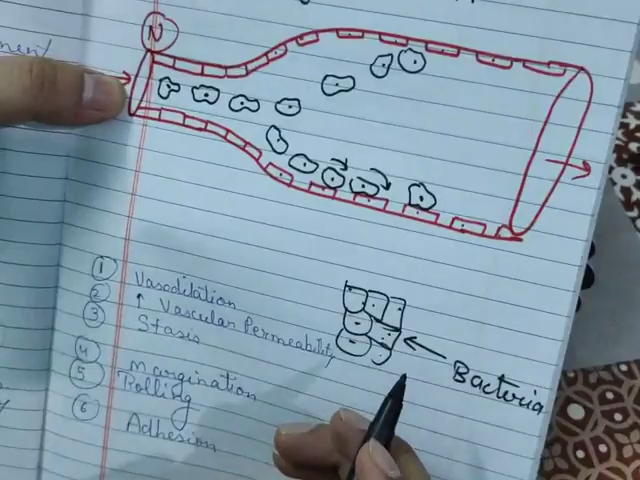 N
① Vasodilation
② ↑ Vascular Permeability
③ Stasis
④ Margination
⑤ Rolling
⑥ Adhesion
Bacteria